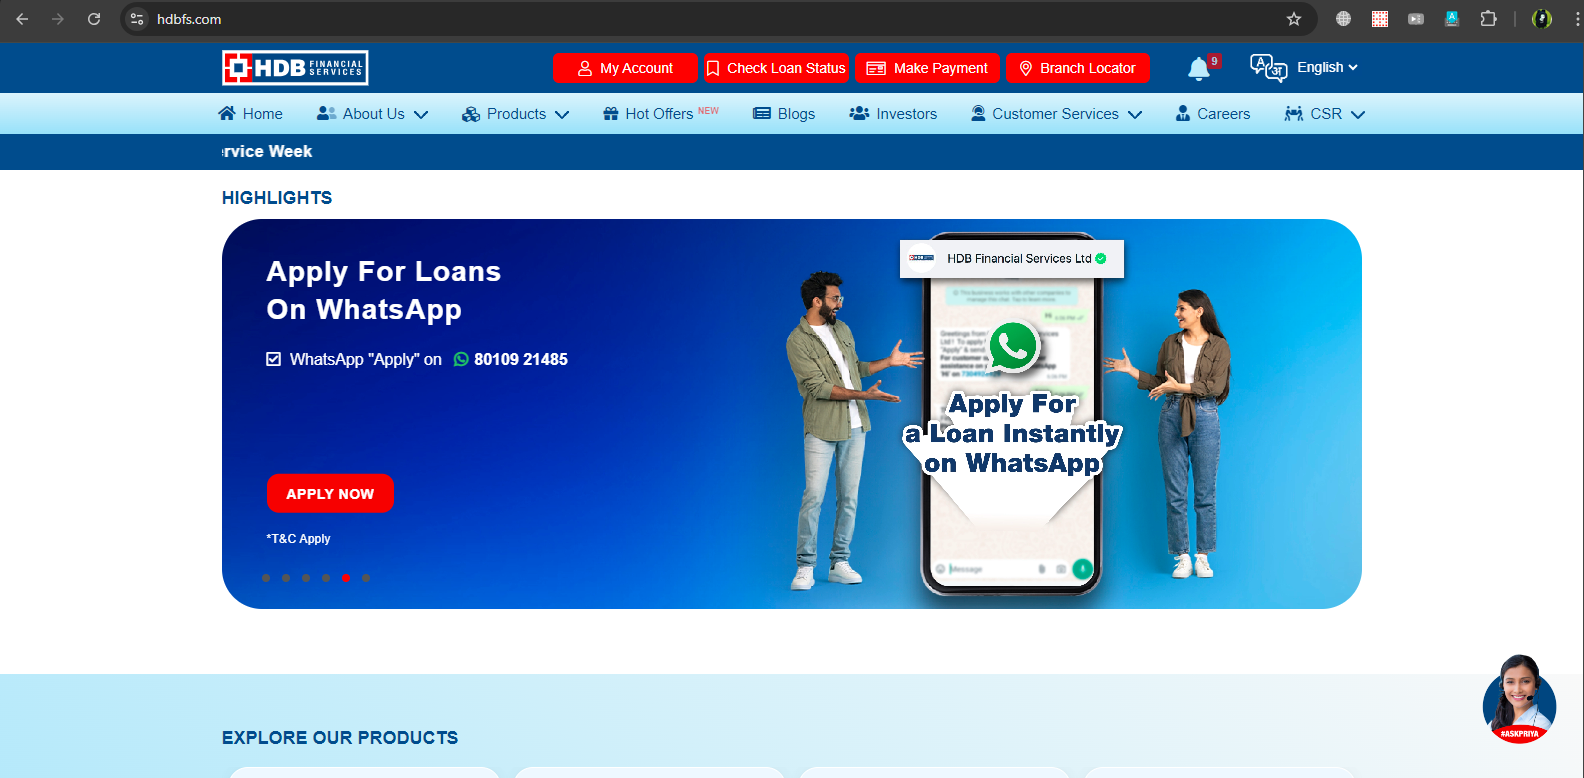 hdbfs.com
HDB FINANCIAL SERVICES
My Account
Check Loan Status
Make Payment
Branch Locator
9
A अ
English
Home
About Us
Products
Hot Offers NEW
Blogs
Investors
Customer Services
Careers
CSR
rvice Week
HIGHLIGHTS
Apply For Loans
On WhatsApp
WhatsApp "Apply" on 80109 21485
APPLY NOW
*T&C Apply
HDB Financial Services Ltd
Apply For
a Loan Instantly
on WhatsApp
Message
#ASKPRIYA
EXPLORE OUR PRODUCTS